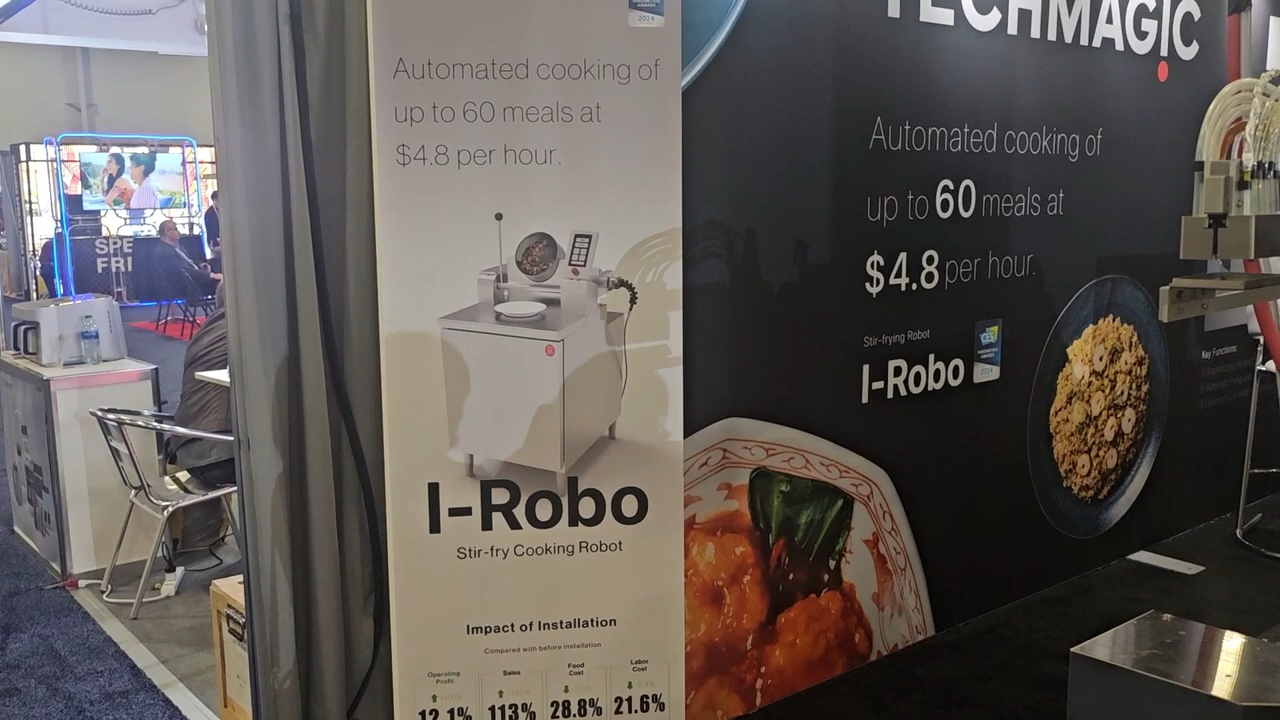 2024
Automated cooking of
up to 60 meals at
$4.8 per hour.
I-Robo
Stir-fry Cooking Robot
Impact of Installation
Compared with before installation
Operating
Profit
Sales
Food
Cost
Labor
Cost
12.1%
113%
28.8%
21.6%
TECHMAGIC
Automated cooking of
up to 60 meals at
$4.8 per hour.
Stir-frying Robot
I-Robo
2024
Key Functions:
SPE
FRI